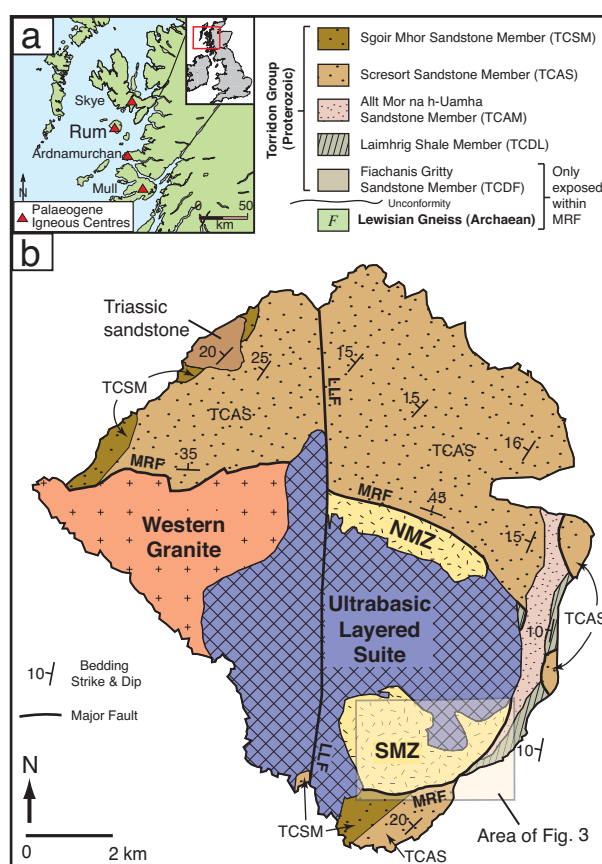 a
Skye
Rum
Ardnamurchan
Mull
N
0 50
km
Palaeogene
Igneous Centres
Torridon Group
(Proterozoic)
Sgoir Mhor Sandstone Member (TCSM)
Scresort Sandstone Member (TCAS)
Allt Mor na h-Uamha
Sandstone Member (TCAM)
Laimhrig Shale Member (TCDL)
Fiachanis Gritty
Sandstone Member (TCDF)
Unconformity
F Lewisian Gneiss (Archaean)
Only
exposed
within
MRF
b
Triassic
sandstone
20
25
15
TCSM
LLF
TCAS
15
TCAS
16
35
MRF
MRF
45
Western
Granite
NMZ
15
TCAS
Ultrabasic
Layered
Suite
10
10 Bedding
Strike & Dip
Major Fault
SMZ
10
LLF
N
MRF
TCSM
20
TCAS
Area of Fig. 3
0 2 km